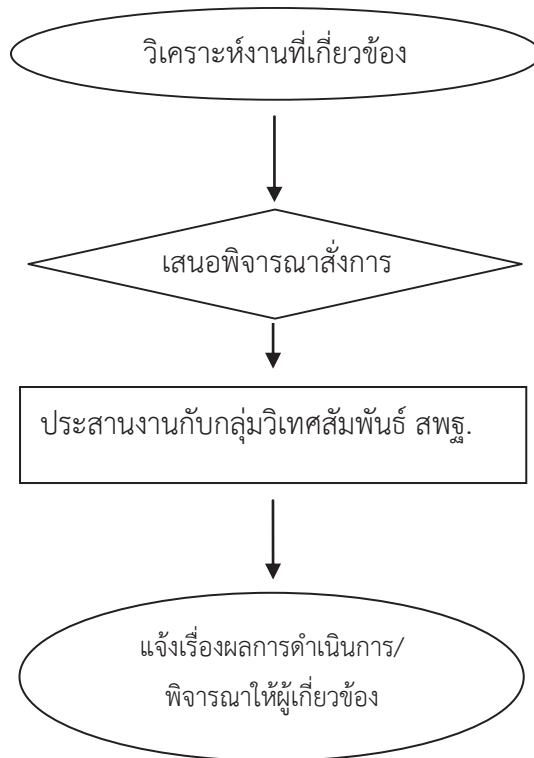 วิเคราะห์งานที่เกี่ยวข้อง
เสนอพิจารณาสั่งการ
ประสานงานกับกลุ่มวิเทศสัมพันธ์ สพฐ.
แจ้งเรื่องผลการดำเนินการ/
พิจารณาให้ผู้เกี่ยวข้อง